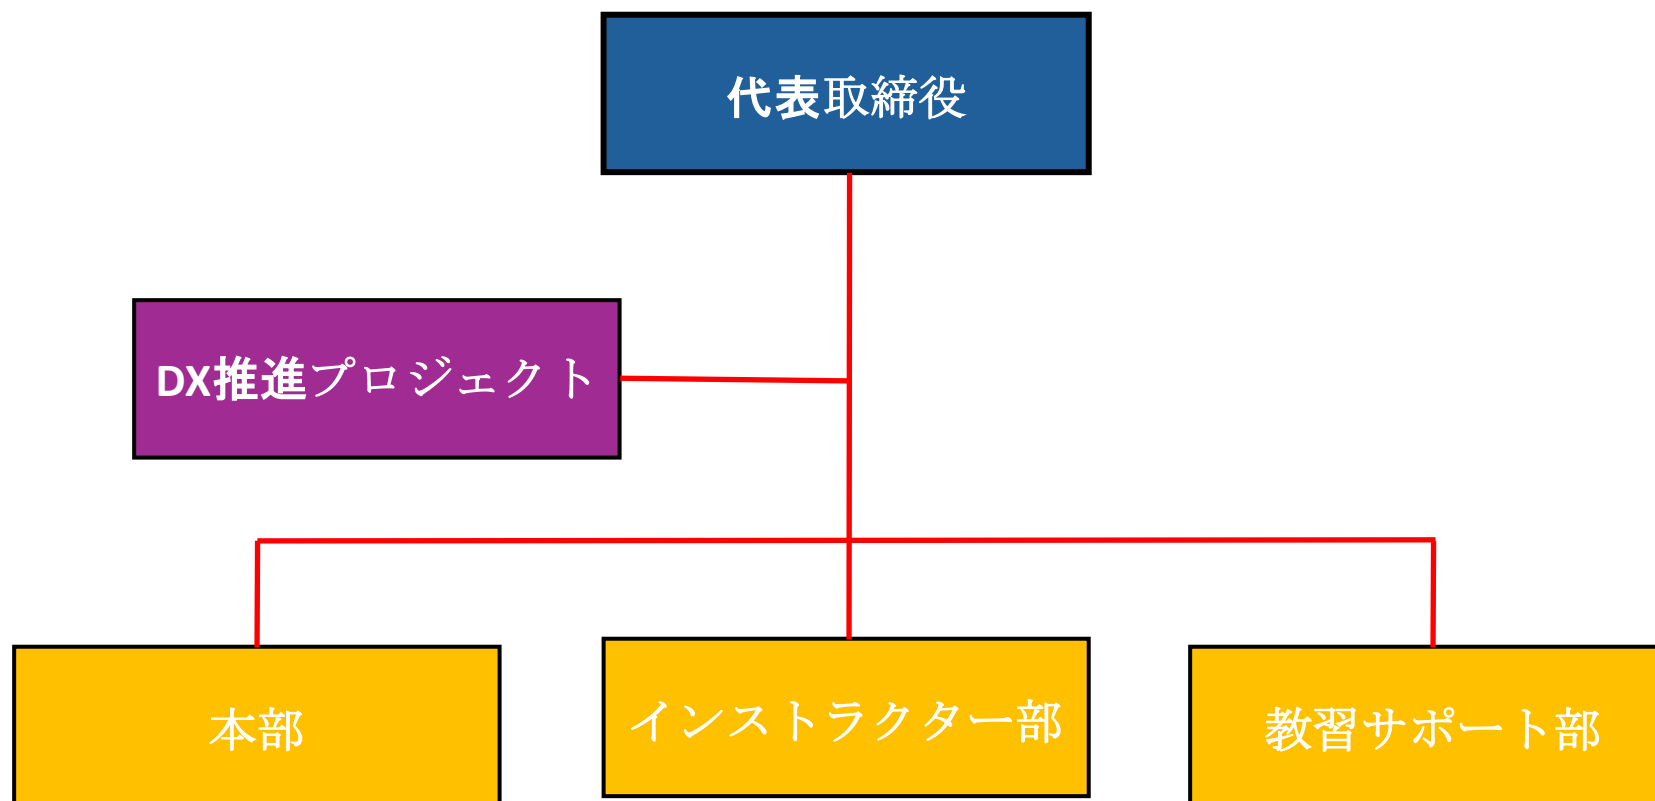 代表取締役
DX推進プロジェクト
本部
インストラクター部
教習サポート部